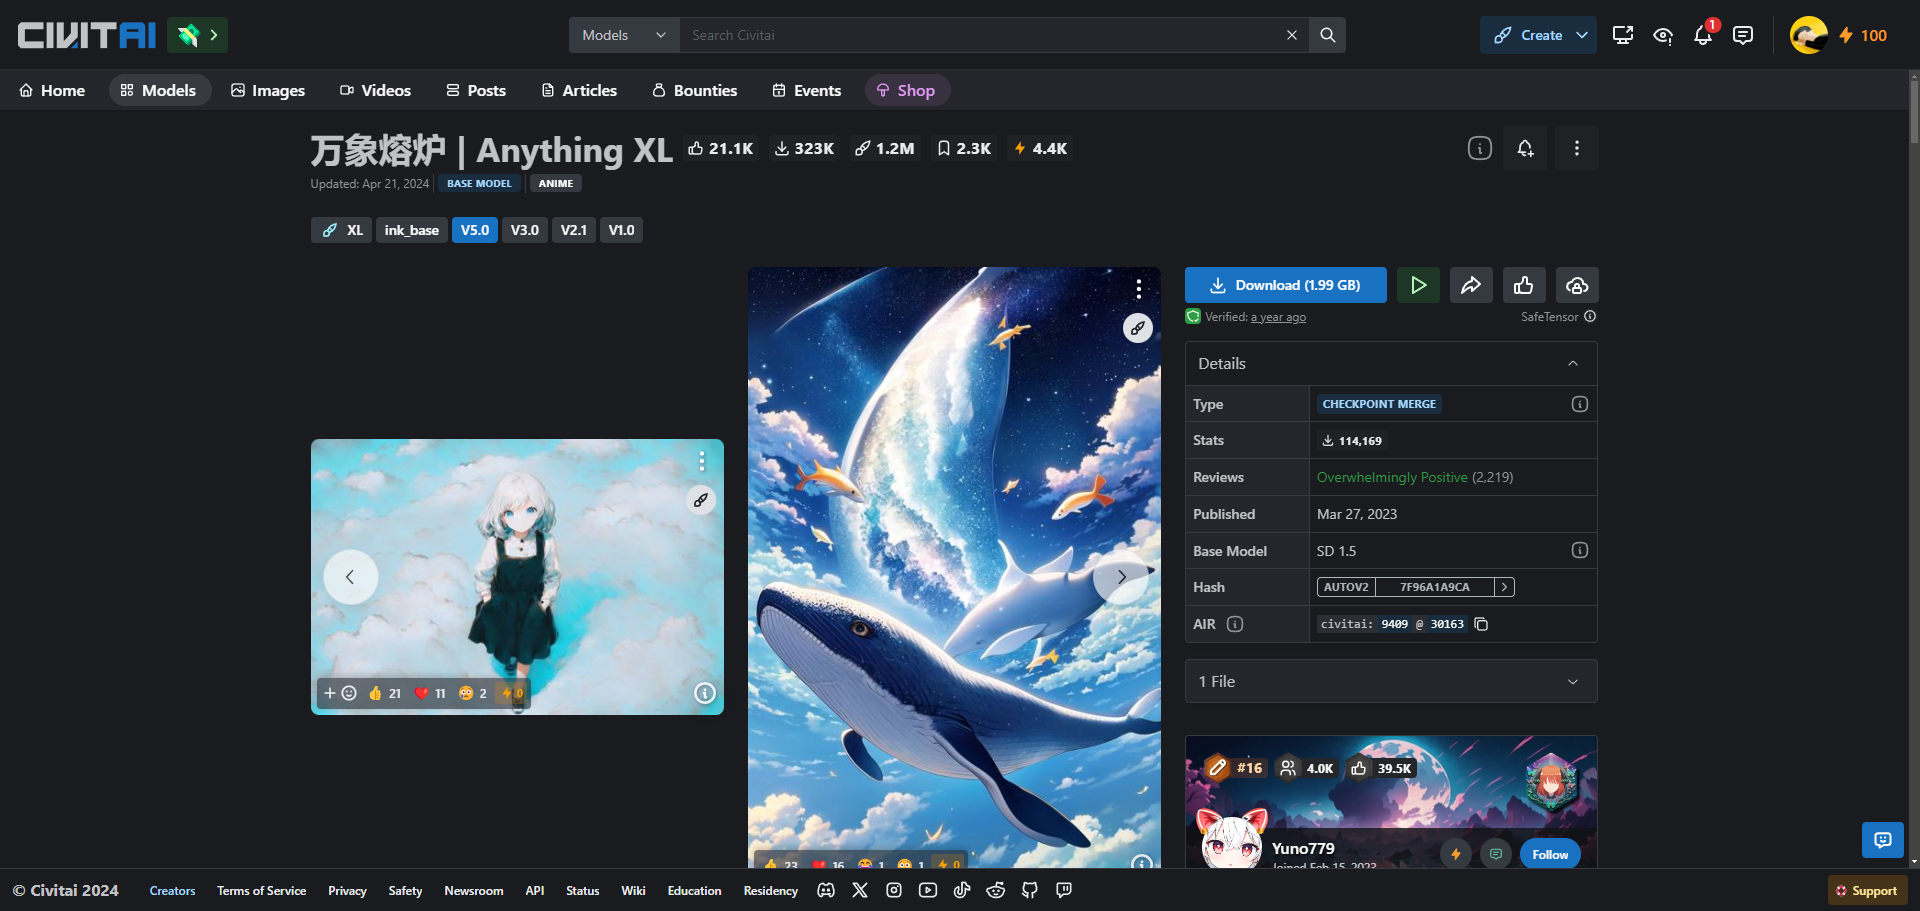 CIVITAI
Models
Search Civitai
Create
1
100
Home
Models
Images
Videos
Posts
Articles
Bounties
Events
Shop
万象熔炉 | Anything XL
21.1K
323K
1.2M
2.3K
4.4K
Updated: Apr 21, 2024
BASE MODEL
ANIME
XL
ink_base
V5.0
V3.0
V2.1
V1.0
Download (1.99 GB)
Verified: a year ago
SafeTensor
Details
Type
CHECKPOINT MERGE
Stats
114,169
Reviews
Overwhelmingly Positive (2,219)
Published
Mar 27, 2023
Base Model
SD 1.5
Hash
AUTOV2
7F96A1A9CA
AIR
civitai: 9409 @ 30163
1 File
21
11
2
0
23
16
1
1
0
#16
4.0K
39.5K
Yuno779
Joined Feb 15, 2023
Follow
© Civitai 2024
Creators
Terms of Service
Privacy
Safety
Newsroom
API
Status
Wiki
Education
Residency
Support